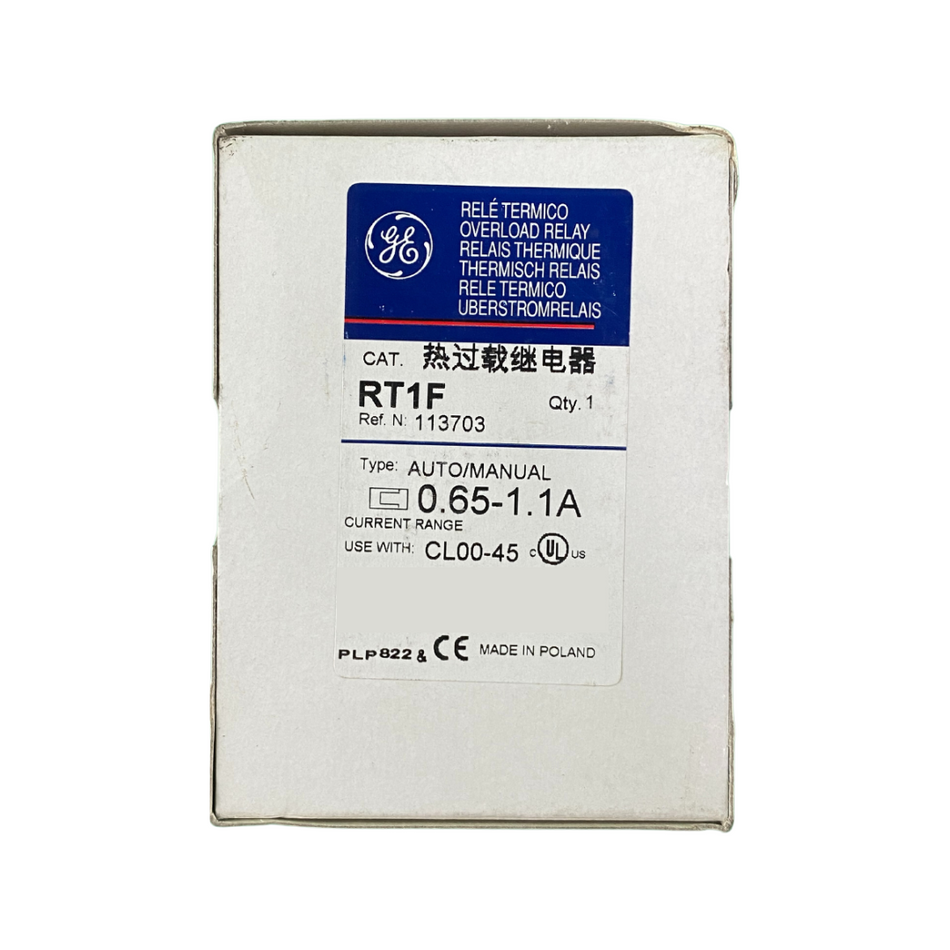 GE
RELÉ TERMICO
OVERLOAD RELAY
RELAIS THERMIQUE
THERMISCH RELAIS
RELE TERMICO
UBERSTROMRELAIS
CAT. 热过载继电器
RT1F Qty. 1
Ref. N: 113703
Type: AUTO/MANUAL
0.65-1.1A
CURRENT RANGE
USE WITH: CL00-45 c UL US
PLP822 & CE MADE IN POLAND